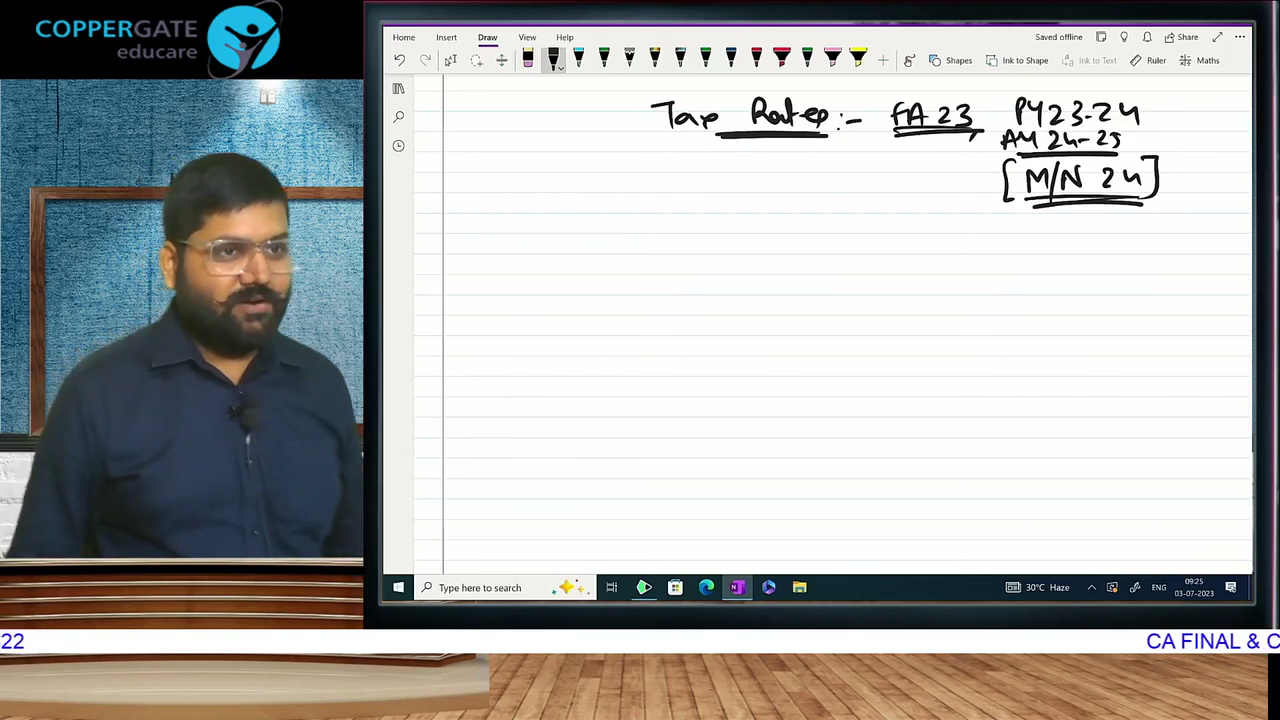 COPPERGATE
educare
Home Insert Draw View Help
Saved offline
Share
Shapes
Ink to Shape
Ink to Text
Ruler
Maths
Tax Rates :- FA 23 PY 23-24
AY 24-25
[M/N 24]
Type here to search
30°C Haze
ENG
09:25
03-07-2023
22
CA FINAL & C